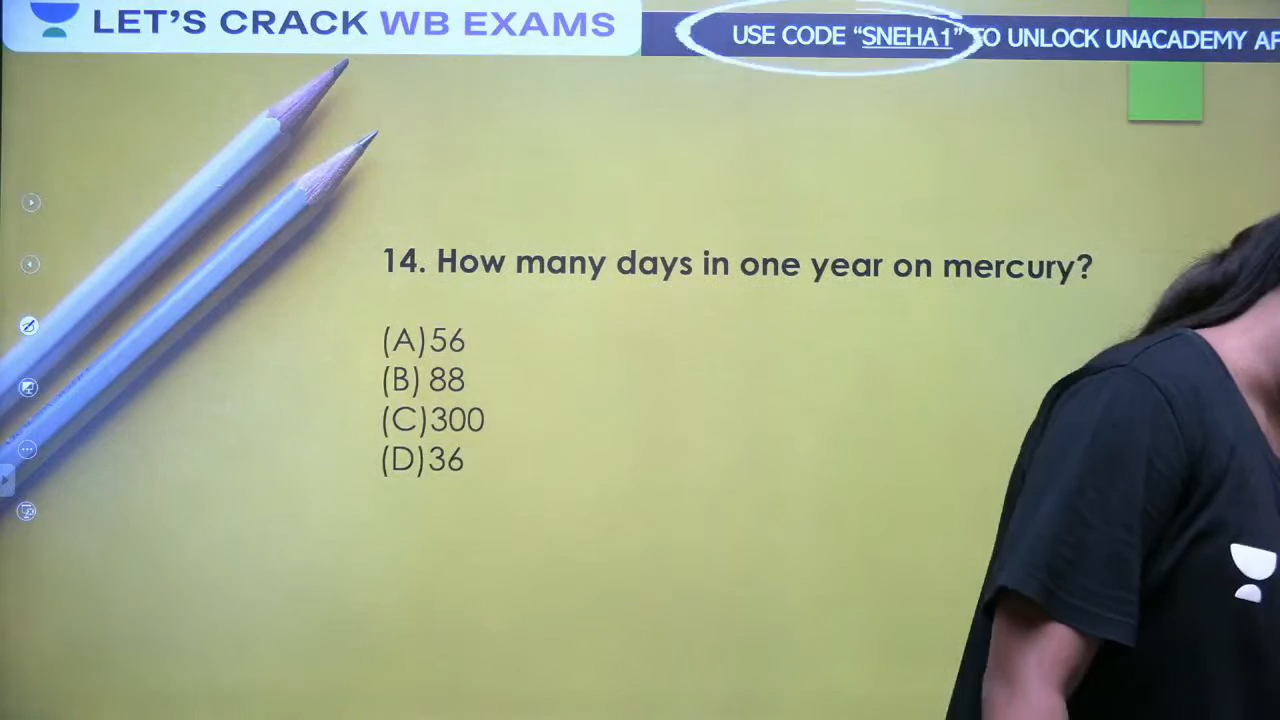 LET'S CRACK WB EXAMS
USE CODE "SNEHA1" TO UNLOCK UNACADEMY
14. How many days in one year on mercury?
(A) 56
(B) 88
(C) 300
(D) 36